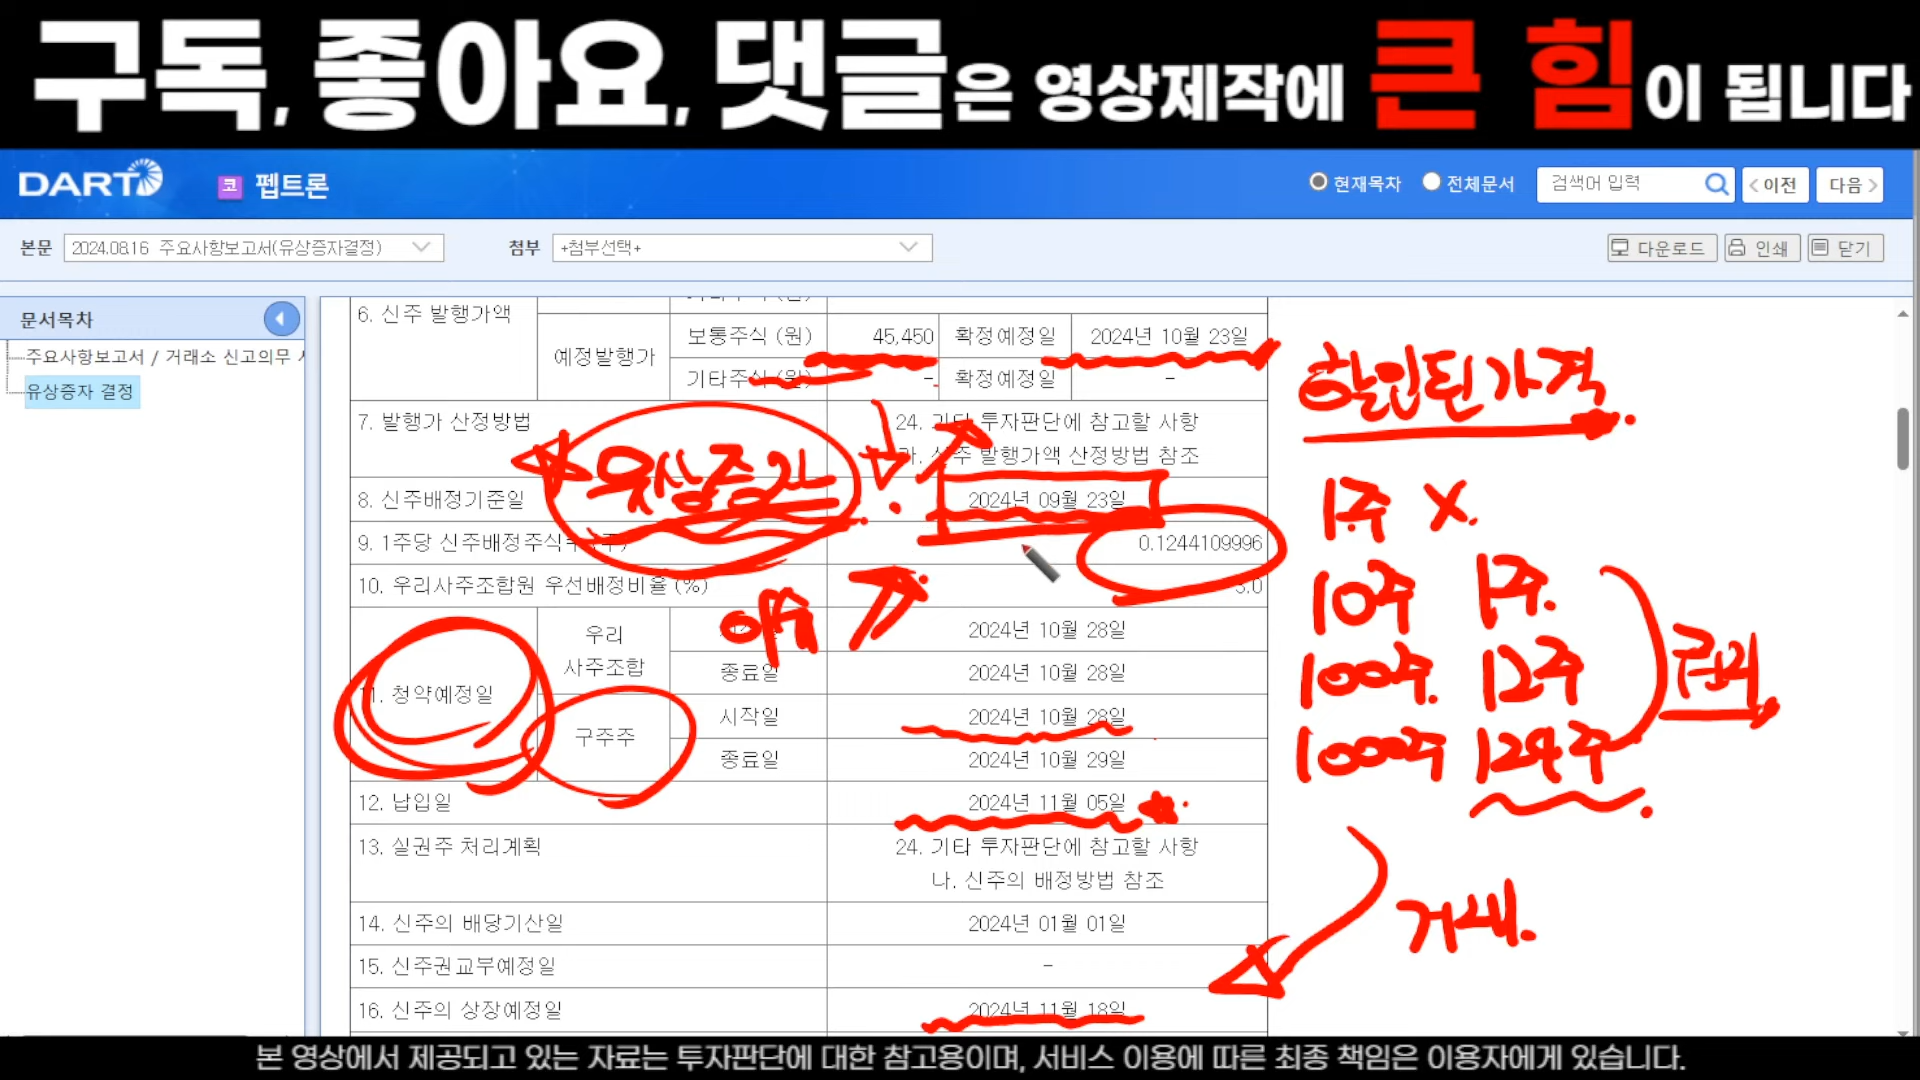 구독, 좋아요, 댓글은 영상제작에 큰 힘이 됩니다
DART 코 펩트론 현재목차 전체문서 검색어 입력 이전 다음
본문 2024.08.16 주요사항보고서(유상증자결정) 첨부 +첨부선택+ 다운로드 인쇄 닫기
문서목차
주요사항보고서 / 거래소 신고의무
유상증자 결정
6. 신주 발행가액
예정발행가
보통주식 (원) 45,450 확정예정일 2024년 10월 23일
기타주식 (원) - 확정예정일 -
할인된 가격
7. 발행가 산정방법
24. 기타 투자판단에 참고할 사항
신주 발행가액 산정방법 참조
유상증자
8. 신주배정기준일 2024년 09월 23일
1주 X.
9. 1주당 신주배정주식수 (주) 0.1244109996
10. 우리사주조합원 우선배정비율 (%)
10주 1주.
100주. 12주
1000주 124주
권리
11. 청약예정일
우리
사주조합
2024년 10월 28일
종료일 2024년 10월 28일
구주주
시작일 2024년 10월 28일
종료일 2024년 10월 29일
12. 납입일 2024년 11월 05일
13. 실권주 처리계획
24. 기타 투자판단에 참고할 사항
나. 신주의 배정방법 참조
14. 신주의 배당기산일 2024년 01월 01일
거래.
15. 신주권교부예정일 -
16. 신주의 상장예정일 2024년 11월 18일
본 영상에서 제공되고 있는 자료는 투자판단에 대한 참고용이며, 서비스 이용에 따른 최종 책임은 이용자에게 있습니다.